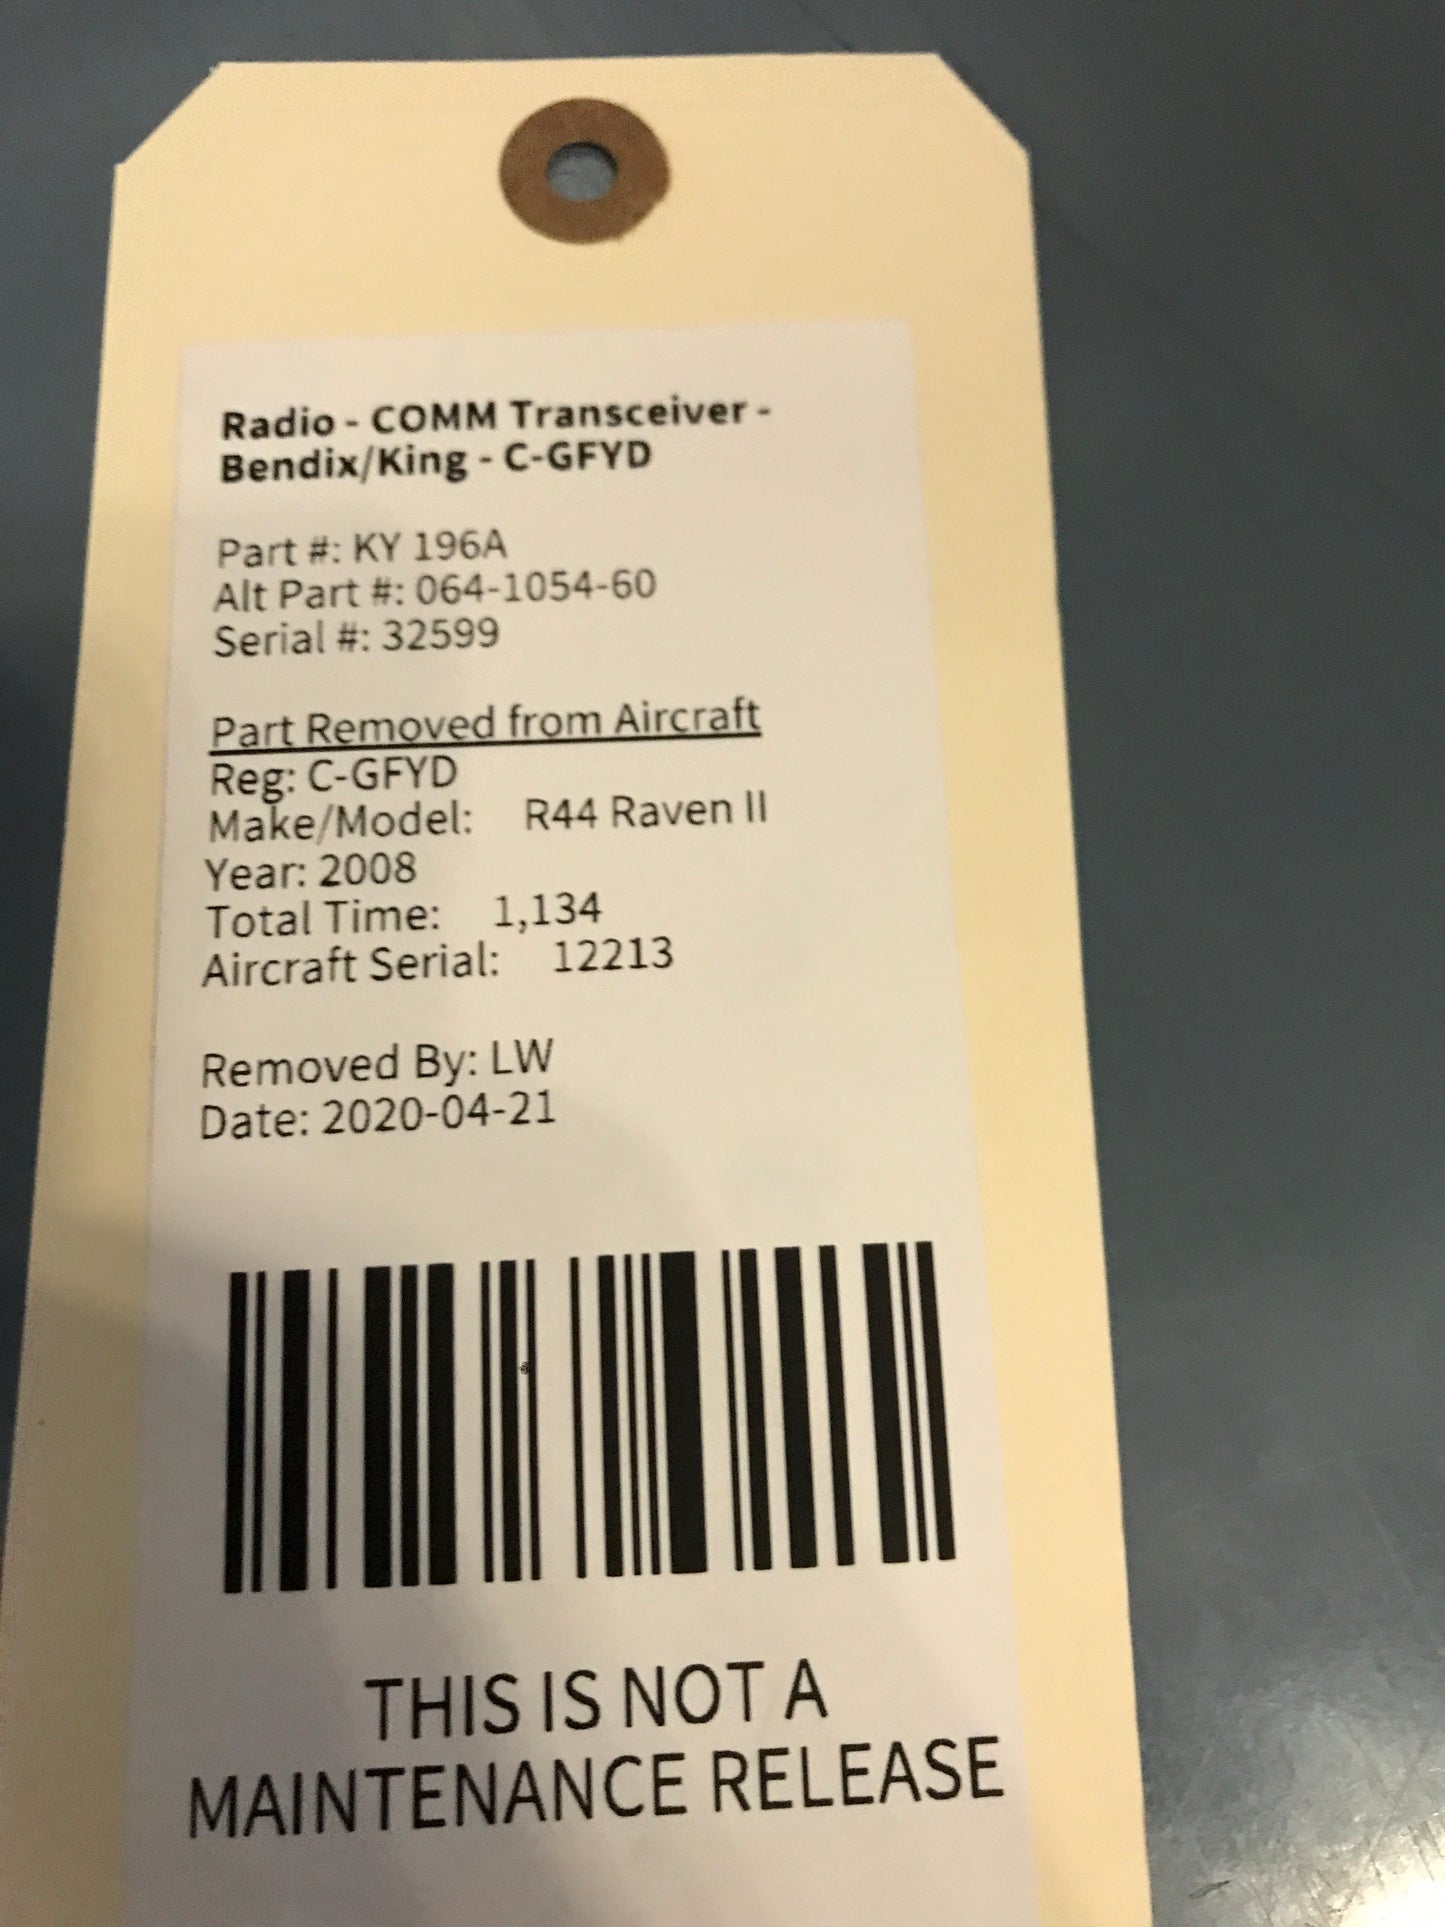 Radio - COMM Transceiver -
Bendix/King - C-GFYD
Part #: KY 196A
Alt Part #: 064-1054-60
Serial #: 32599
Part Removed from Aircraft
Reg: C-GFYD
Make/Model: R44 Raven II
Year: 2008
Total Time: 1,134
Aircraft Serial: 12213
Removed By: LW
Date: 2020-04-21
THIS IS NOT A
MAINTENANCE RELEASE